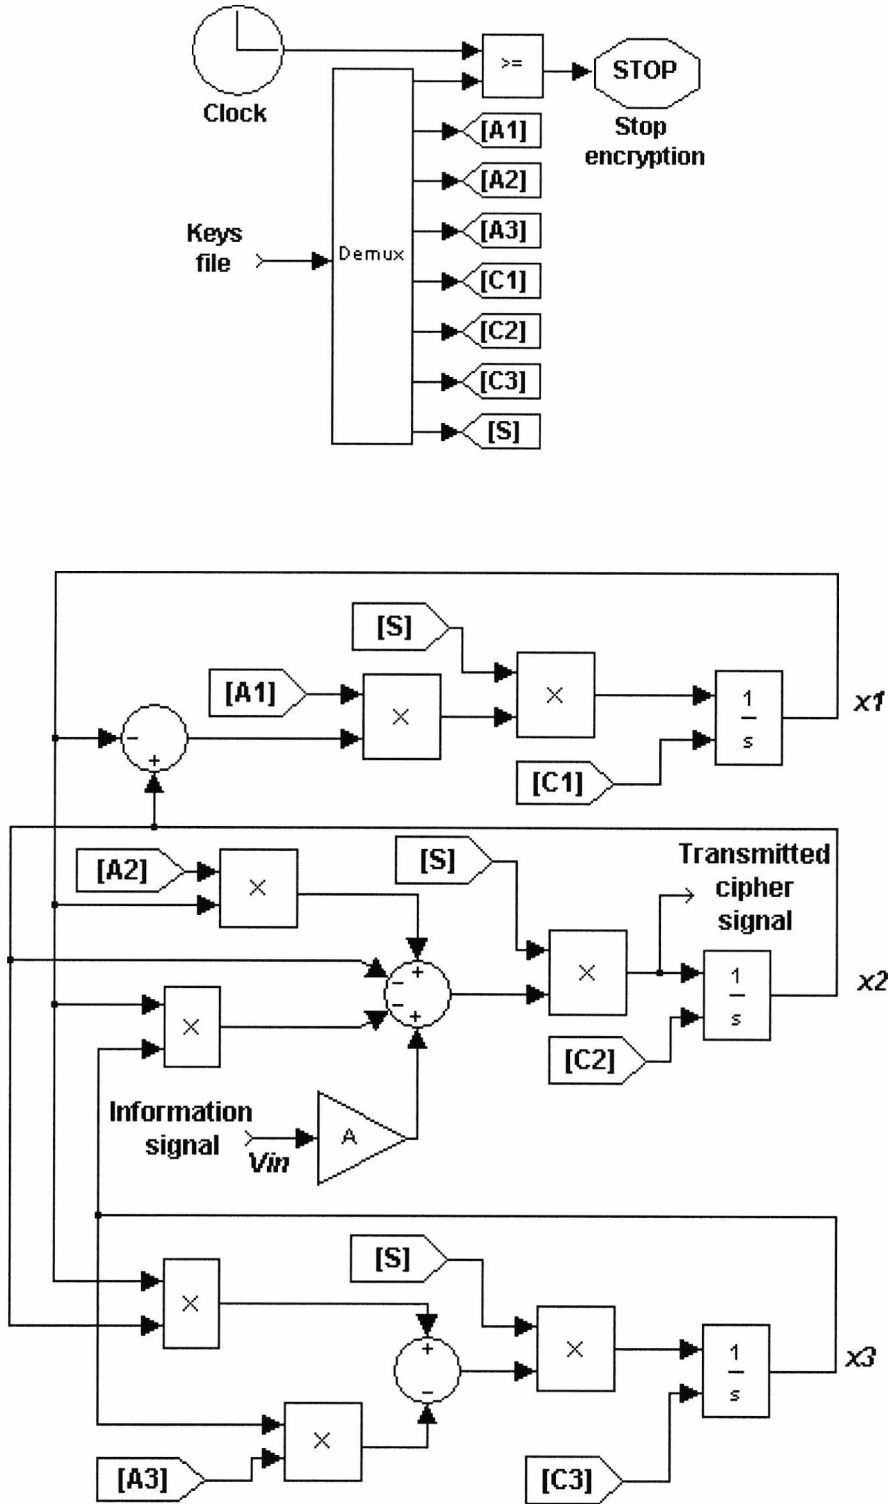 >=
STOP
Clock
Stop
encryption
[A1]
[A2]
[A3]
Keys
file
Demux
[C1]
[C2]
[C3]
[S]
[S]
[A1]
×
×
1
s
x1
-
+
[C1]
[A2]
×
[S]
Transmitted
cipher
signal
×
+
-
-
+
1
s
x2
×
[C2]
Information
signal
Vin
A
[S]
×
×
+
-
1
s
x3
×
[A3]
[C3]